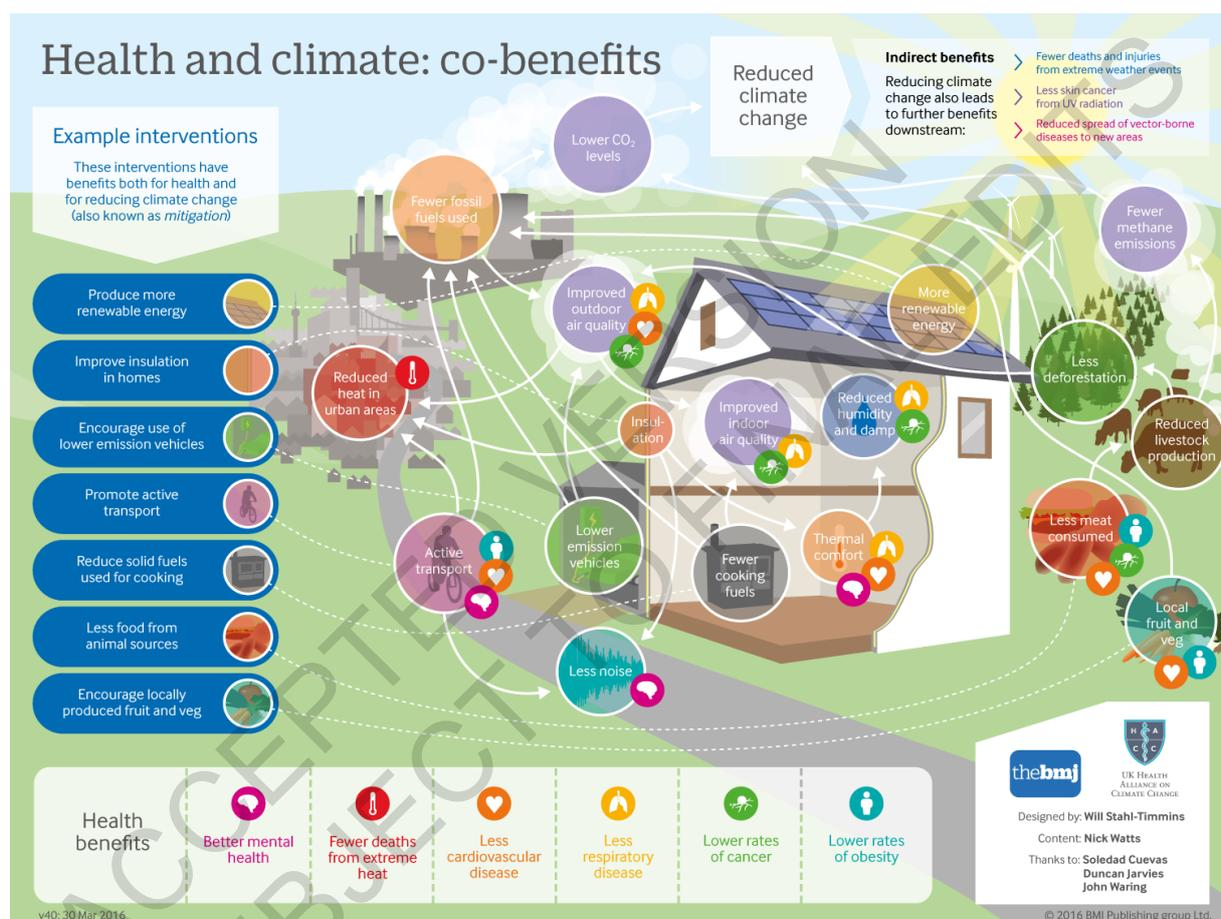 Health and climate: co-benefits
Example interventions
These interventions have
benefits both for health and
for reducing climate change
(also known as mitigation)
Produce more
renewable energy
Improve insulation
in homes
Encourage use of
lower emission vehicles
Promote active
transport
Reduce solid fuels
used for cooking
Less food from
animal sources
Encourage locally
produced fruit and veg
Reduced
climate
change
Indirect benefits
Reducing climate
change also leads
to further benefits
downstream:
Fewer deaths and injuries
from extreme weather events
Less skin cancer
from UV radiation
Reduced spread of vector-borne
diseases to new areas
Lower CO₂
levels
Fewer fossil
fuels used
Fewer
methane
emissions
Improved
outdoor
air quality
More
renewable
energy
Reduced
heat in
urban areas
Less
deforestation
Insul-
ation
Improved
indoor
air quality
Reduced
humidity
and damp
Reduced
livestock
production
Active
transport
Lower
emission
vehicles
Fewer
cooking
fuels
Thermal
comfort
Less meat
consumed
Local
fruit and
veg
Less noise
Health
benefits
Better mental
health
Fewer deaths
from extreme
heat
Less
cardiovascular
disease
Less
respiratory
disease
Lower rates
of cancer
Lower rates
of obesity
thebmj
H A
C C
UK HEALTH
ALLIANCE ON
CLIMATE CHANGE
Designed by: Will Stahl-Timmins
Content: Nick Watts
Thanks to: Soledad Cuevas
Duncan Jarvies
John Waring
v40: 30 Mar 2016
© 2016 BMJ Publishing group Ltd.
ACCEPTED VERSION
SUBJECT TO FINAL EDITS